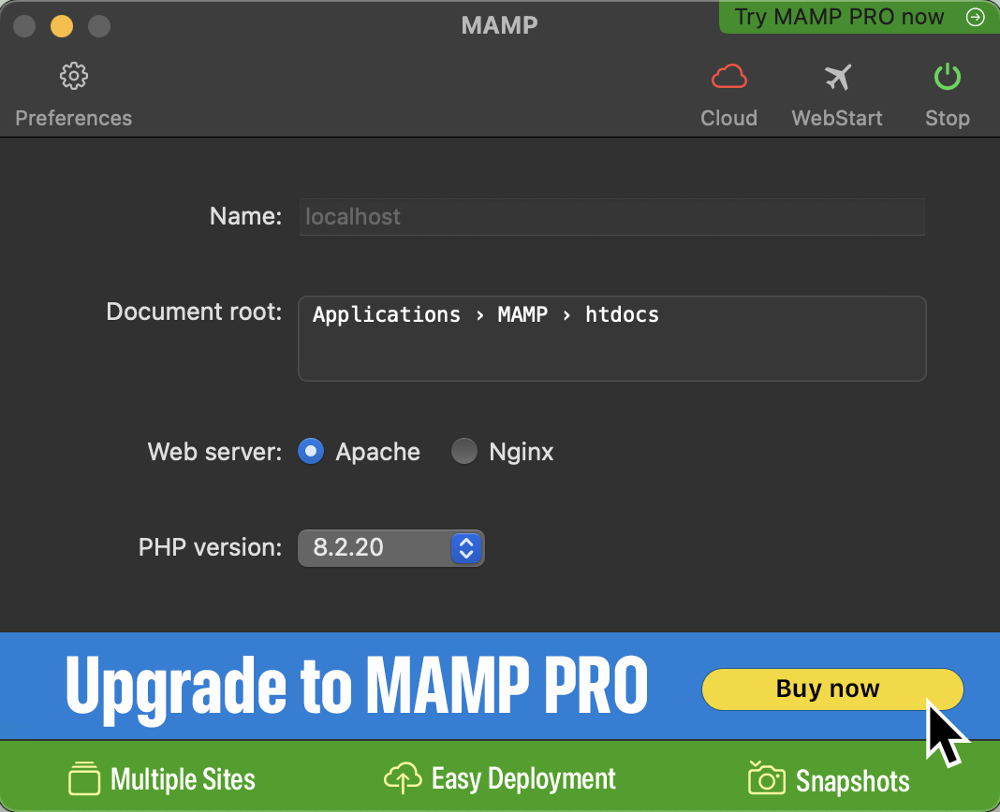 MAMP
Try MAMP PRO now
Preferences
Cloud
WebStart
Stop
Name: localhost
Document root: Applications › MAMP › htdocs
Web server: Apache Nginx
PHP version: 8.2.20
Upgrade to MAMP PRO
Buy now
Multiple Sites
Easy Deployment
Snapshots